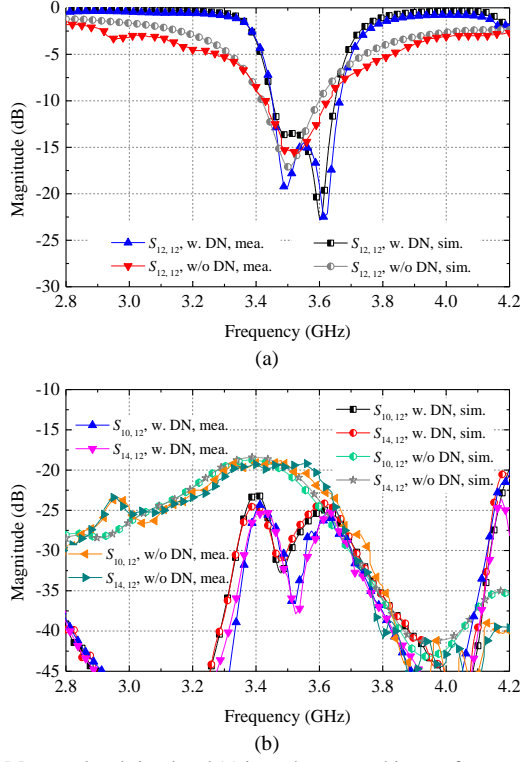 0
-5
-10
-15
-20
-25
-30
Magnitude (dB)
S12, 12, w. DN, mea.
S12, 12, w. DN, sim.
S12, 12, w/o DN, mea.
S12, 12, w/o DN, sim.
2.8 3.0 3.2 3.4 3.6 3.8 4.0 4.2
Frequency (GHz)
(a)
-10
-15
-20
-25
-30
-35
-40
-45
Magnitude (dB)
S10, 12, w. DN, mea.
S14, 12, w. DN, mea.
S10, 12, w. DN, sim.
S14, 12, w. DN, sim.
S10, 12, w/o DN, sim.
S14, 12, w/o DN, sim.
S10, 12, w/o DN, mea.
S14, 12, w/o DN, mea.
2.8 3.0 3.2 3.4 3.6 3.8 4.0 4.2
Frequency (GHz)
(b)